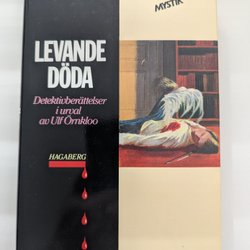 MYSTIK
LEVANDE
DÖDA
Detektivberättelser
i urval
av Ulf Örnkloo
HAGABERG